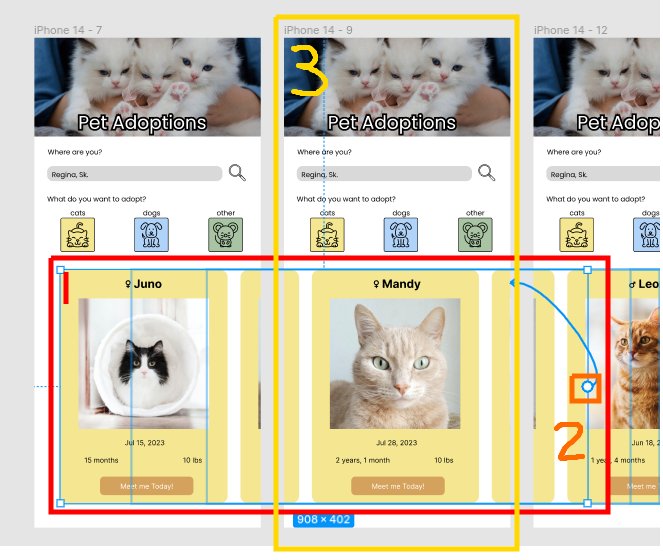 iPhone 14 - 7
iPhone 14 - 9
iPhone 14 - 12
3
Pet Adoptions
Pet Adoptions
Pet Adop
Where are you?
Where are you?
Where are you?
Regina, Sk.
Regina, Sk.
Regina, Sk.
What do you want to adopt?
What do you want to adopt?
What do you want to adopt?
cats
dogs
other
cats
dogs
other
cats
dogs
1
♀ Juno
♀ Mandy
♂ Leo
Jul 15, 2023
Jul 28, 2023
Jun 18, 2
15 months
10 lbs
2 years, 1 month
10 lbs
1 year, 4 months
2
Meet me Today!
Meet me Today!
Meet me
908 × 402